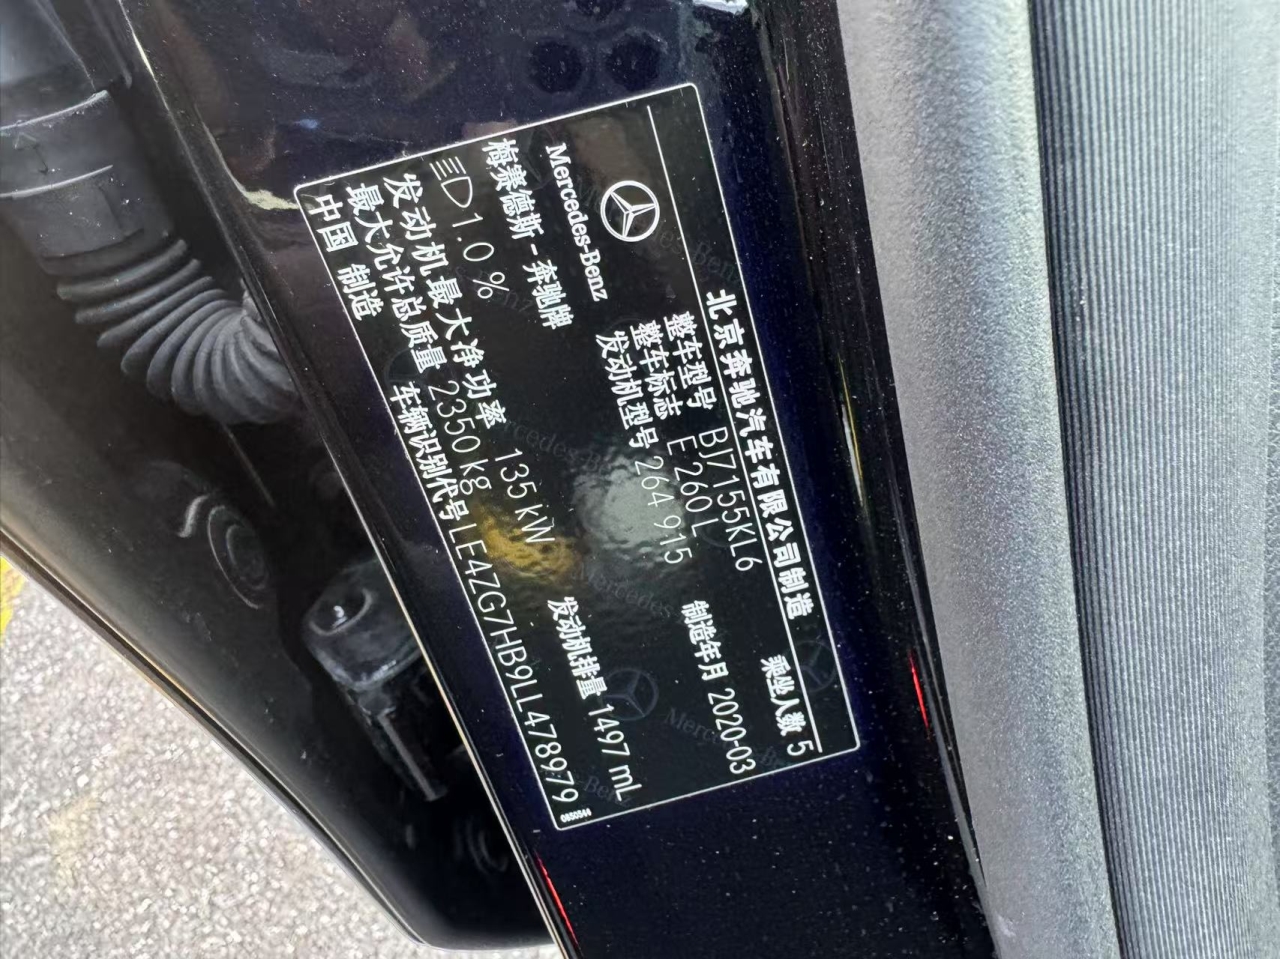 北京奔驰汽车有限公司制造
乘坐人数 5
整车型号 BJ7155KL6
整车标志 E 260 L
制造年月 2020-03
发动机型号 264 915
Mercedes-Benz
梅赛德斯-奔驰牌
1.0 %
发动机排量 1497 mL
发动机最大净功率 135 kW
最大允许总质量 2350 kg
车辆识别代号 LE4ZG7HB9LL478979
中国 制造